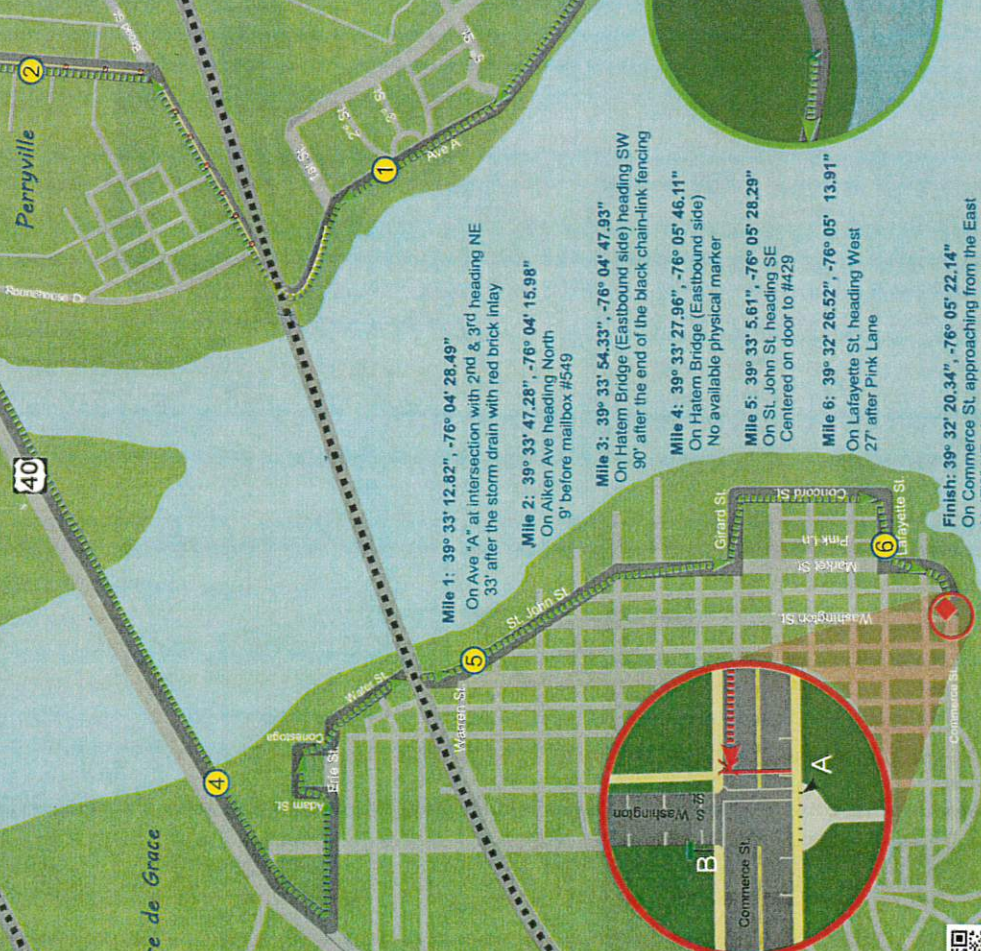 Perryville
2
40
1
Ave A
2nd St
3rd St
Roundhouse Dr
Mile 1: 39° 33' 12.82", -76° 04' 28.49"
On Ave "A" at intersection with 2nd & 3rd heading NE
33' after the storm drain with red brick inlay
Mile 2: 39° 33' 47.28", -76° 04' 15.98"
On Aiken Ave heading North
9' before mailbox #549
Mile 3: 39° 33' 54.33", -76° 04' 47.93"
On Hatem Bridge (Eastbound side) heading SW
90' after the end of the black chain-link fencing
Mile 4: 39° 33' 27.96", -76° 05' 46.11"
On Hatem Bridge (Eastbound side)
No available physical marker
Mile 5: 39° 33' 5.61", -76° 05' 28.29"
On St. John St. heading SE
Centered on door to #429
Mile 6: 39° 32' 26.52", -76° 05' 13.91"
On Lafayette St. heading West
27' after Pink Lane
Finish: 39° 32' 20.34", -76° 05' 22.14"
On Commerce St. approaching from the East
re de Grace
4
Adam St.
Conestoga
Erie St.
Water St.
Warren St.
5
St. John St.
Girard St.
Concord St.
Pink Ln
Market St
Washington St.
6
Lafayette St.
Commerce St.
S. Washington St
Commerce St.
A
B